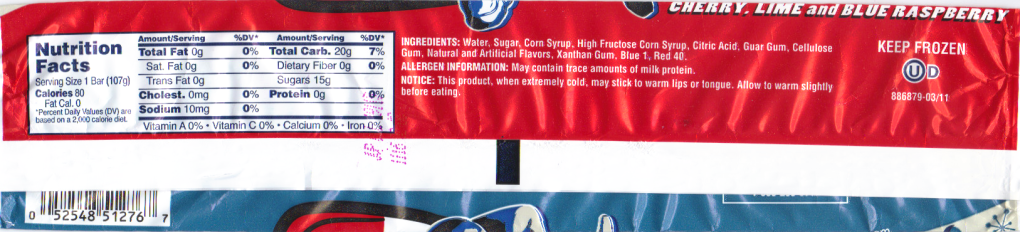 CHERRY, LIME and BLUE RASPBERRY
Nutrition
Facts
Serving Size 1 Bar (107g)
Calories 80
Fat Cal. 0
*Percent Daily Values (DV) are
based on a 2,000 calorie diet.
Amount/Serving %DV* Amount/Serving %DV*
Total Fat 0g 0% Total Carb. 20g 7%
Sat. Fat 0g 0% Dietary Fiber 0g 0%
Trans Fat 0g Sugars 15g
Cholest. 0mg 0% Protein 0g 0%
Sodium 10mg 0%
Vitamin A 0% • Vitamin C 0% • Calcium 0% • Iron 0%
INGREDIENTS: Water, Sugar, Corn Syrup, High Fructose Corn Syrup, Citric Acid, Guar Gum, Cellulose
Gum, Natural and Artificial Flavors, Xanthan Gum, Blue 1, Red 40.
ALLERGEN INFORMATION: May contain trace amounts of milk protein.
NOTICE: This product, when extremely cold, may stick to warm lips or tongue. Allow to warm slightly
before eating.
KEEP FROZEN
U D
886879-03/11
0 52548 51276 7